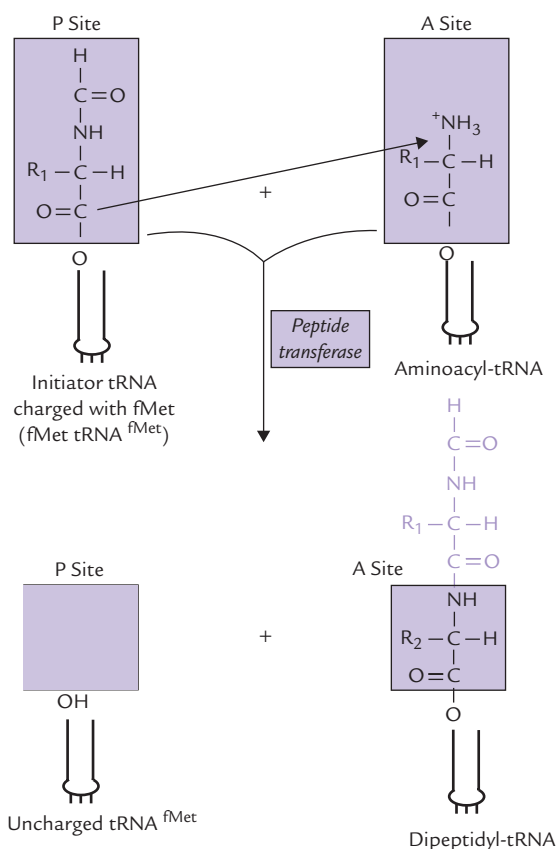 P Site
A Site
H
C=O
NH
R1–C–H
O=C
O
+
+NH3
R1–C–H
O=C
O
Peptide
transferase
Initiator tRNA
charged with fMet
(fMet tRNA fMet)
Aminoacyl-tRNA
H
C=O
NH
R1–C–H
C=O
P Site
A Site
OH
+
NH
R2–C–H
O=C
O
Uncharged tRNA fMet
Dipeptidyl-tRNA